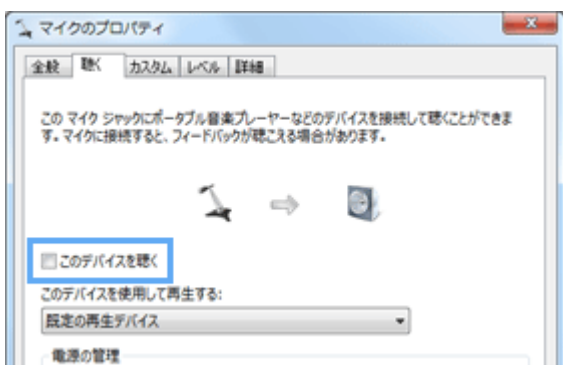 マイクのプロパティ
全般 聴く カスタム レベル 詳細
この マイク ジャックにポータブル音楽プレーヤーなどのデバイスを接続して聴くことができま
す。マイクに接続すると、フィードバックが聴こえる場合があります。
このデバイスを聴く
このデバイスを使用して再生する:
既定の再生デバイス
電源の管理